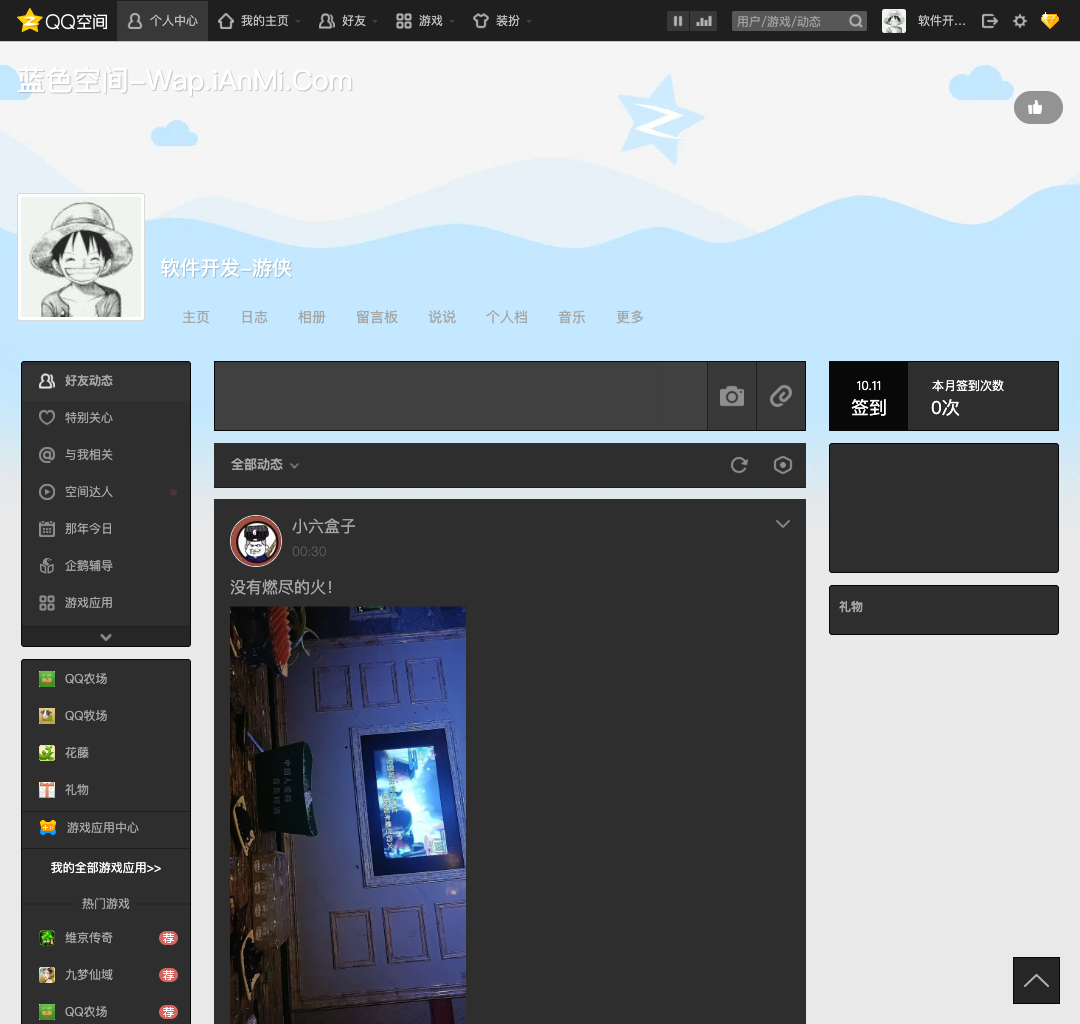 QQ空间 个人中心 我的主页 好友 游戏 装扮 用户/游戏/动态 软件开...
蓝色空间-Wap.iAnMi.Com
软件开发-游侠
主页 日志 相册 留言板 说说 个人档 音乐 更多
好友动态
特别关心
与我相关
空间达人
那年今日
企鹅辅导
游戏应用
QQ农场
QQ牧场
花藤
礼物
游戏应用中心
我的全部游戏应用>>
热门游戏
维京传奇 荐
九梦仙域 荐
QQ农场 荐
全部动态
小六盒子
00:30
没有燃尽的火！
10.11
签到
本月签到次数
0次
礼物